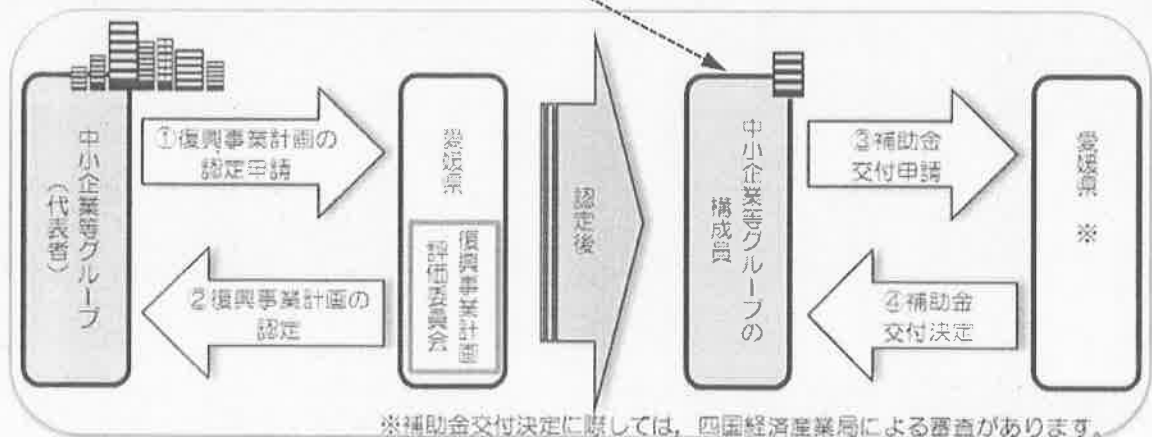 中小企業等グループ
（代表者）
①復興事業計画の
認定申請
②復興事業計画の
認定
愛媛県
復興事業計画
評価委員会
認定後
中小企業等グループの
構成員
③補助金
交付申請
④補助金
交付決定
愛媛県 ※
※補助金交付決定に際しては，四国経済産業局による審査があります。